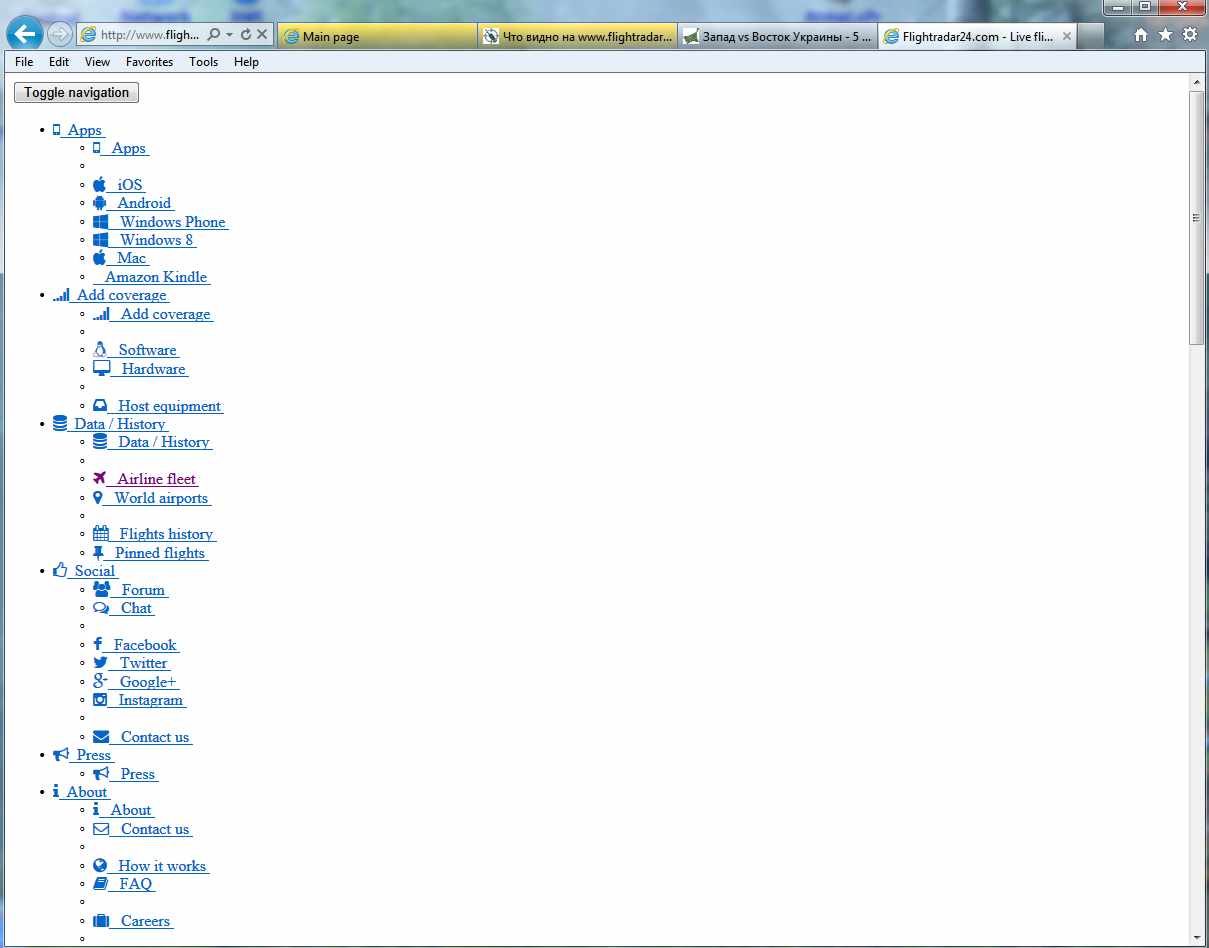 http://www.fligh...
Main page
Что видно на www.flightradar...
Запад vs Восток Украины - 5 ...
Flightradar24.com - Live fli...
File Edit View Favorites Tools Help
Toggle navigation
Apps
Apps
iOS
Android
Windows Phone
Windows 8
Mac
Amazon Kindle
Add coverage
Add coverage
Software
Hardware
Host equipment
Data / History
Data / History
Airline fleet
World airports
Flights history
Pinned flights
Social
Forum
Chat
Facebook
Twitter
Google+
Instagram
Contact us
Press
Press
About
About
Contact us
How it works
FAQ
Careers